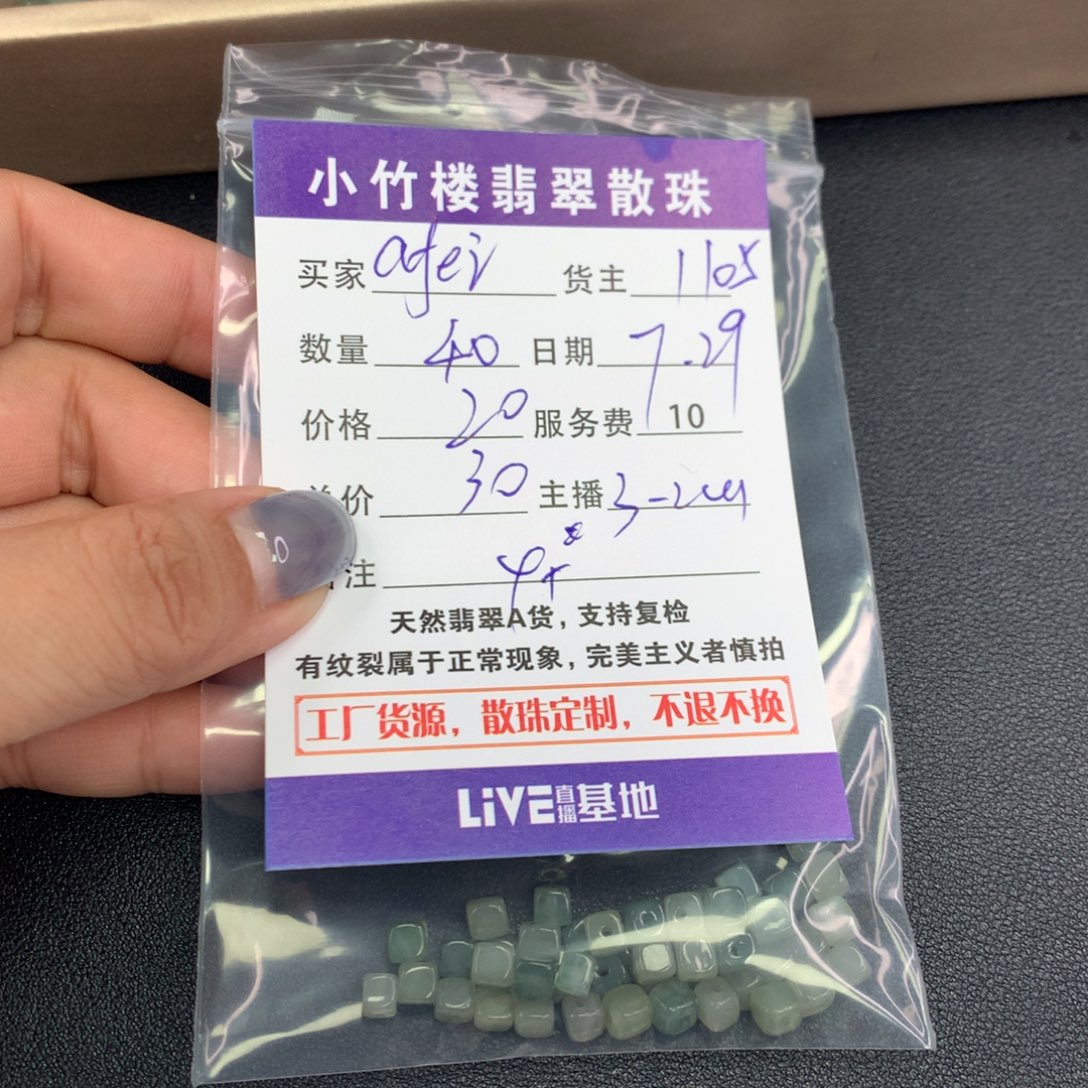 小竹楼翡翠散珠
买家 afei 货主 1105
数量 40 日期 7.29
价格 20 服务费 10
总价 30 主播 3-
备注
天然翡翠A货，支持复检
有纹裂属于正常现象，完美主义者慎拍
工厂货源，散珠定制，不退不换
LiVE直播基地